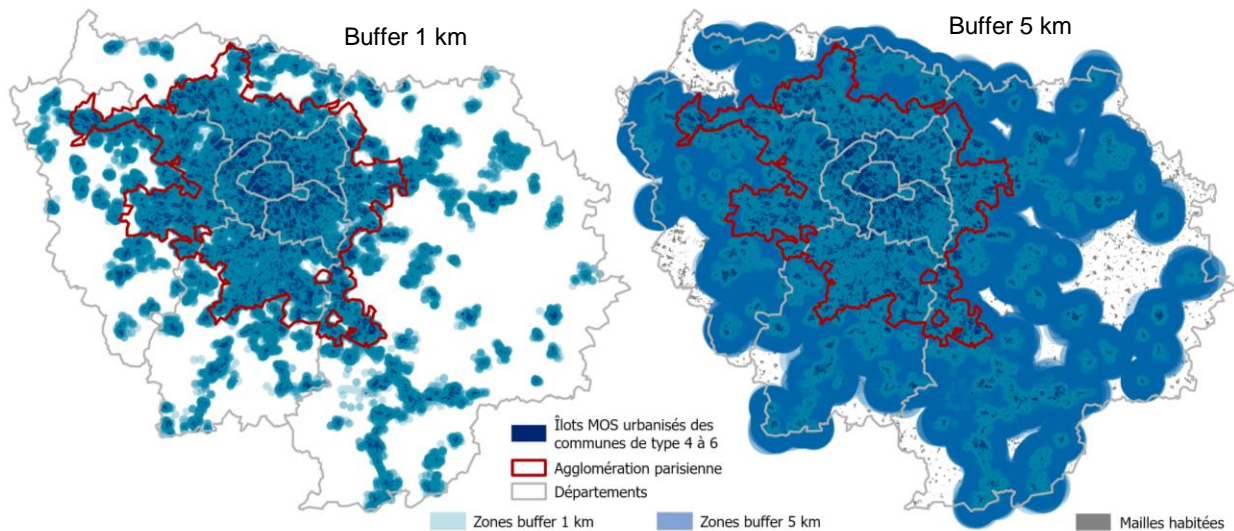 Buffer 1 km
Buffer 5 km
Îlots MOS urbanisés des
communes de type 4 à 6
Agglomération parisienne
Départements
Zones buffer 1 km
Zones buffer 5 km
Mailles habitées